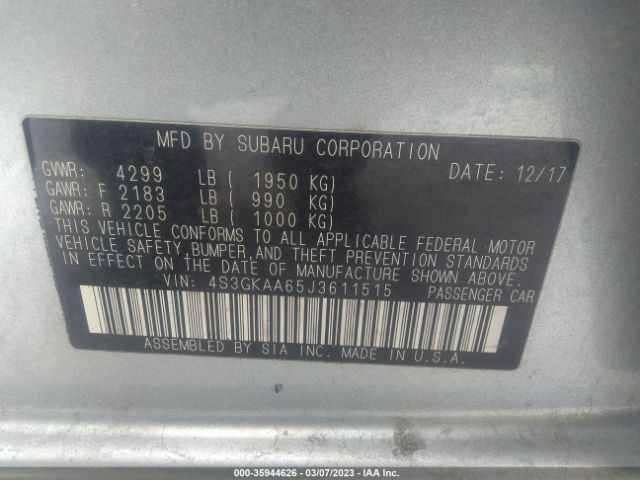 MFD BY SUBARU CORPORATION
GVWR: 4299 LB ( 1950 KG) DATE: 12/17
GAWR: F 2183 LB ( 990 KG)
GAWR: R 2205 LB ( 1000 KG)
THIS VEHICLE CONFORMS TO ALL APPLICABLE FEDERAL MOTOR
VEHICLE SAFETY, BUMPER,AND THEFT PREVENTION STANDARDS
IN EFFECT ON THE DATE OF MANUFACTURE SHOWN ABOVE.
VIN: 4S3GKAA65J3611515 PASSENGER CAR
ASSEMBLED BY SIA INC. MADE IN U.S.A.
000-35944626 - 03/07/2023 - IAA Inc.